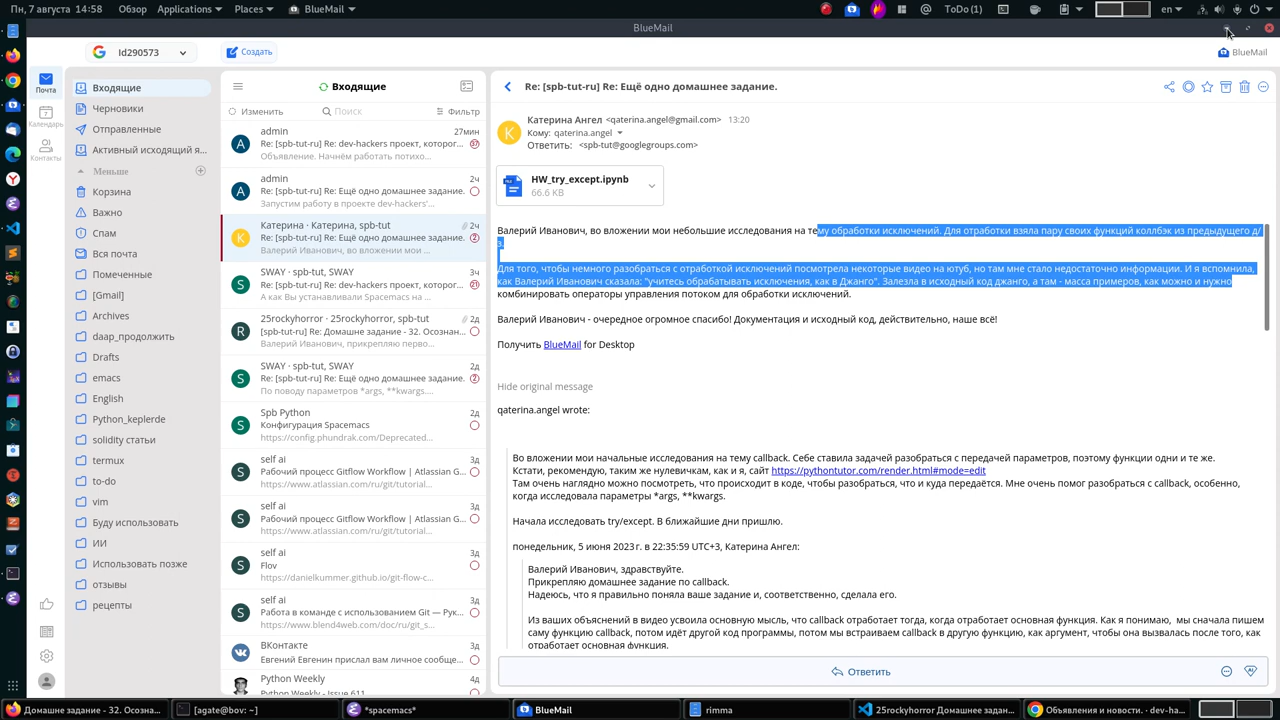 Пн, 7 августа 14:58
Обзор
Applications
Places
BlueMail
ToDo(1)
en
BlueMail
G
Id290573
Создать
BlueMail
Почта
7
Календарь
Контакты
Входящие
Черновики
Отправленные
Активный исходящий я...
Меньше
Корзина
Важно
Спам
Вся почта
Помеченные
[Gmail]
Archives
daap_продолжить
Drafts
emacs
English
Python_keplerde
solidity статьи
termux
to-do
vim
Буду использовать
ИИ
Использовать позже
отзывы
рецепты
Входящие
Изменить
Поиск
Фильтр
A
admin
27мин
Re: [spb-tut-ru] Re: dev-hackers проект, которог...
37
Объявление. Начнём работать потихо...
A
admin
2ч
Re: [spb-tut-ru] Re: Ещё одно домашнее задание.
Запустим работу в проекте dev-hackers'...
K
Катерина · Катерина, spb-tut
2ч
Re: [spb-tut-ru] Re: Ещё одно домашнее задание.
2
Валерий Иванович, во вложении мои ...
S
SWAY · spb-tut, SWAY
3ч
Re: [spb-tut-ru] Re: dev-hackers проект, которог...
А как Вы устанавливали Spacemacs на...
R
25rockyhorror · 25rockyhorror, spb-tut
2д
[spb-tut-ru] Re: Домашне задание - 32. Осознан...
Валерий Иванович, прикрепляю перво...
S
SWAY · spb-tut, SWAY
2д
Re: [spb-tut-ru] Re: Ещё одно домашнее задание.
2
По поводу параметров *args, **kwargs....
S
Spb Python
2д
Конфигурация Spacemacs
https://config.phundrak.com/Deprecated...
S
self ai
3д
Рабочий процесс Gitflow Workflow | Atlassian G...
https://www.atlassian.com/ru/git/tutorial...
S
self ai
3д
Рабочий процесс Gitflow Workflow | Atlassian G...
https://www.atlassian.com/ru/git/tutorial...
S
self ai
3д
Flov
https://danielkummer.github.io/git-flow-c...
S
self ai
3д
Работа в команде с использованием Git — Рук...
https://www.blend4web.com/doc/ru/git_s...
ВКонтакте
3д
Евгений Евгенин прислал вам личное сообще...
Python Weekly
4д
Python Weekly - Issue 611
Re: [spb-tut-ru] Re: Ещё одно домашнее задание.
K
Катерина Ангел <qaterina.angel@gmail.com> 13:20
Кому: qaterina.angel
Ответить: <spb-tut@googlegroups.com>
HW_try_except.ipynb
66.6 KB
Валерий Иванович, во вложении мои небольшие исследования на тему обработки исключений. Для отработки взяла пару своих функций коллбэк из предыдущего д/
з.
Для того, чтобы немного разобраться с отработкой исключений посмотрела некоторые видео на ютуб, но там мне стало недостаточно информации. И я вспомнила,
как Валерий Иванович сказала: "учитесь обрабатывать исключения, как в Джанго". Залезла в исходный код джанго, а там - масса примеров, как можно и нужно
комбинировать операторы управления потоком для обработки исключений.
Валерий Иванович - очередное огромное спасибо! Документация и исходный код, действительно, наше всё!
Получить BlueMail for Desktop
Hide original message
qaterina.angel wrote:
Во вложении мои начальные исследования на тему callback. Себе ставила задачей разобраться с передачей параметров, поэтому функции одни и те же.
Кстати, рекомендую, таким же нулевичкам, как и я, сайт https://pythontutor.com/render.html#mode=edit
Там очень наглядно можно посмотреть, что происходит в коде, чтобы разобраться, что и куда передаётся. Мне очень помог разобраться с callback, особенно,
когда исследовала параметры *args, **kwargs.
Начала исследовать try/except. В ближайшие дни пришлю.
понедельник, 5 июня 2023 г. в 22:35:59 UTC+3, Катерина Ангел:
Валерий Иванович, здравствуйте.
Прикрепляю домашнее задание по callback.
Надеюсь, что я правильно поняла ваше задание и, соответственно, сделала его.
Из ваших объяснений в видео усвоила основную мысль, что callback отработает тогда, когда отработает основная функция. Как я понимаю, мы сначала пишем
саму функцию callback, потом идёт другой код программы, потом мы встраиваем callback в другую функцию, как аргумент, чтобы она вызвалась после того, как
отработает основная функция.
Ответить
Домашне задание - 32. Осозна...
[agate@bov: ~]
*spacemacs*
BlueMail
rimma
25rockyhorror Домашнее задан...
Объявления и новости. · dev-ha...